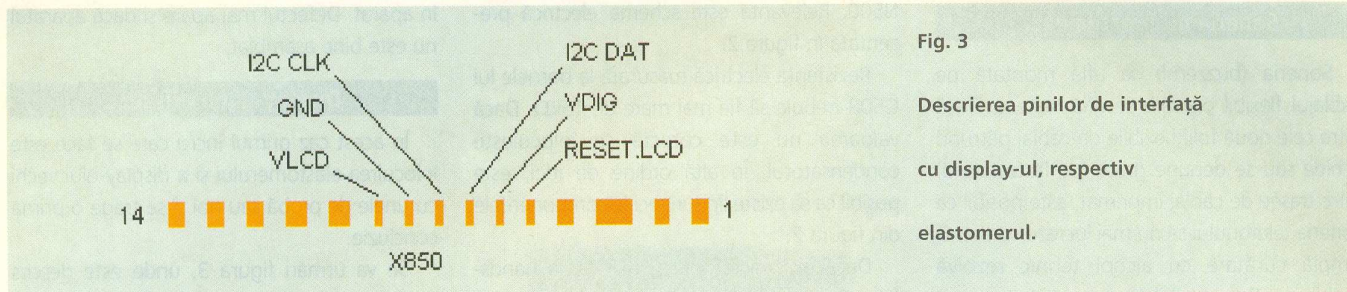 I2C DAT
I2C CLK
VDIG
GND
RESET.LCD
VLCD
14
1
X850
Fig. 3
Descrierea pinilor de interfață
cu display-ul, respectiv
elastomerul.